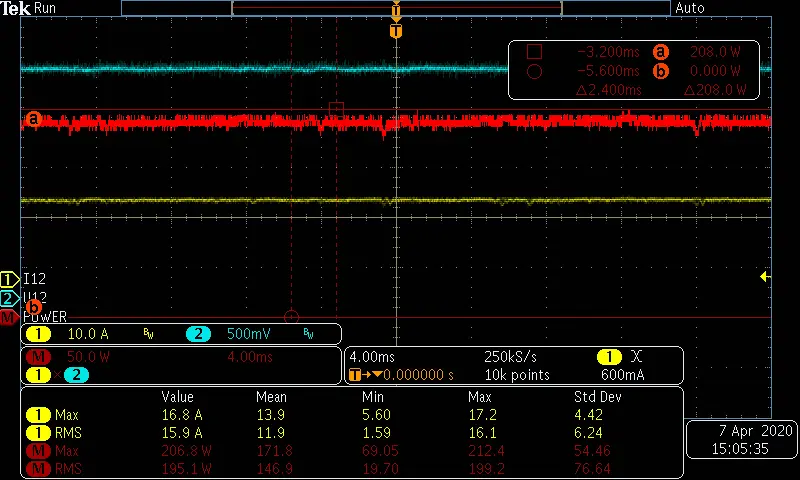 Tek Run Auto
T
T
−3.200ms a 208.0 W
−5.600ms b 0.000 W
△2.400ms △208.0 W
a
1 I12
2 U12
b
M POWER
1 10.0 A BW 2 500mV BW
M 50.0 W 4.00ms
1 × 2
4.00ms 250kS/s 1 X
T→▼0.000000 s 10k points 600mA
Value Mean Min Max Std Dev
1 Max 16.8 A 13.9 5.60 17.2 4.42
1 RMS 15.9 A 11.9 1.59 16.1 6.24
M Max 206.8 W 171.8 69.05 212.4 54.46
M RMS 195.1 W 146.9 19.70 199.2 76.64
7 Apr 2020
15:05:35